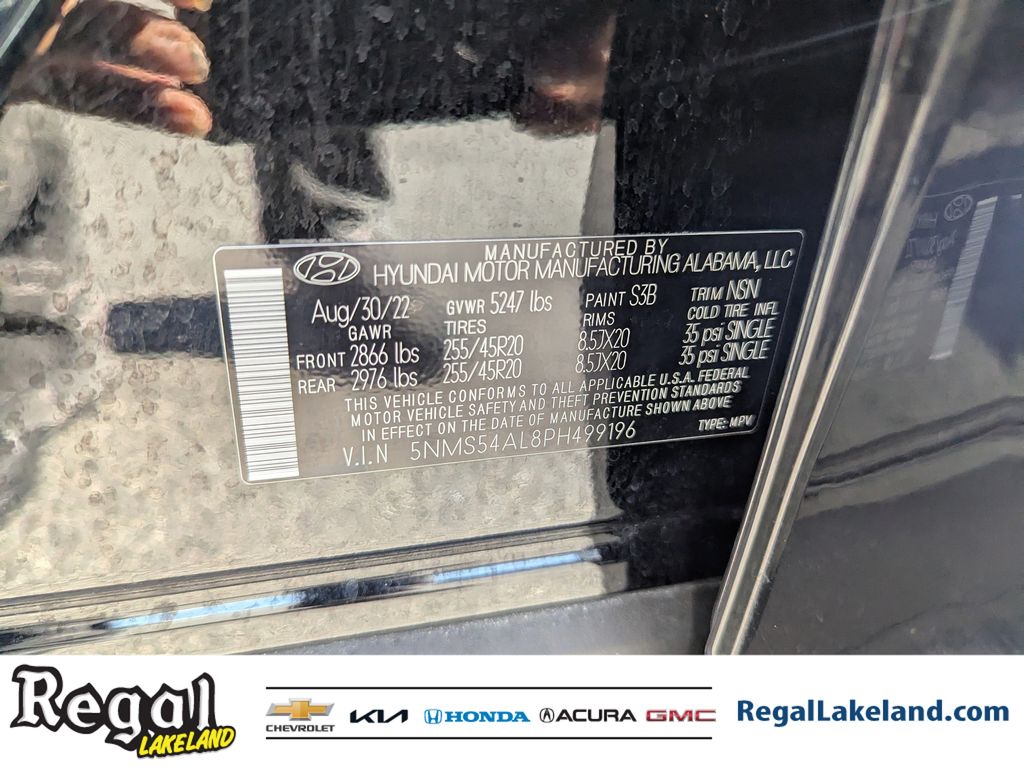 MANUFACTURED BY
HYUNDAI MOTOR MANUFACTURING ALABAMA, LLC
Aug/30/22 GVWR 5247 lbs PAINT S3B TRIM NSN
GAWR TIRES RIMS COLD TIRE INFL
FRONT 2866 lbs 255/45R20 8.5JX20 35 psi SINGLE
REAR 2976 lbs 255/45R20 8.5JX20 35 psi SINGLE
THIS VEHICLE CONFORMS TO ALL APPLICABLE U.S.A. FEDERAL
MOTOR VEHICLE SAFETY AND THEFT PREVENTION STANDARDS
IN EFFECT ON THE DATE OF MANUFACTURE SHOWN ABOVE
V.I.N 5NMS54AL8PH499196 TYPE: MPV
Regal
LAKELAND
CHEVROLET KIA HONDA ACURA GMC
RegalLakeland.com